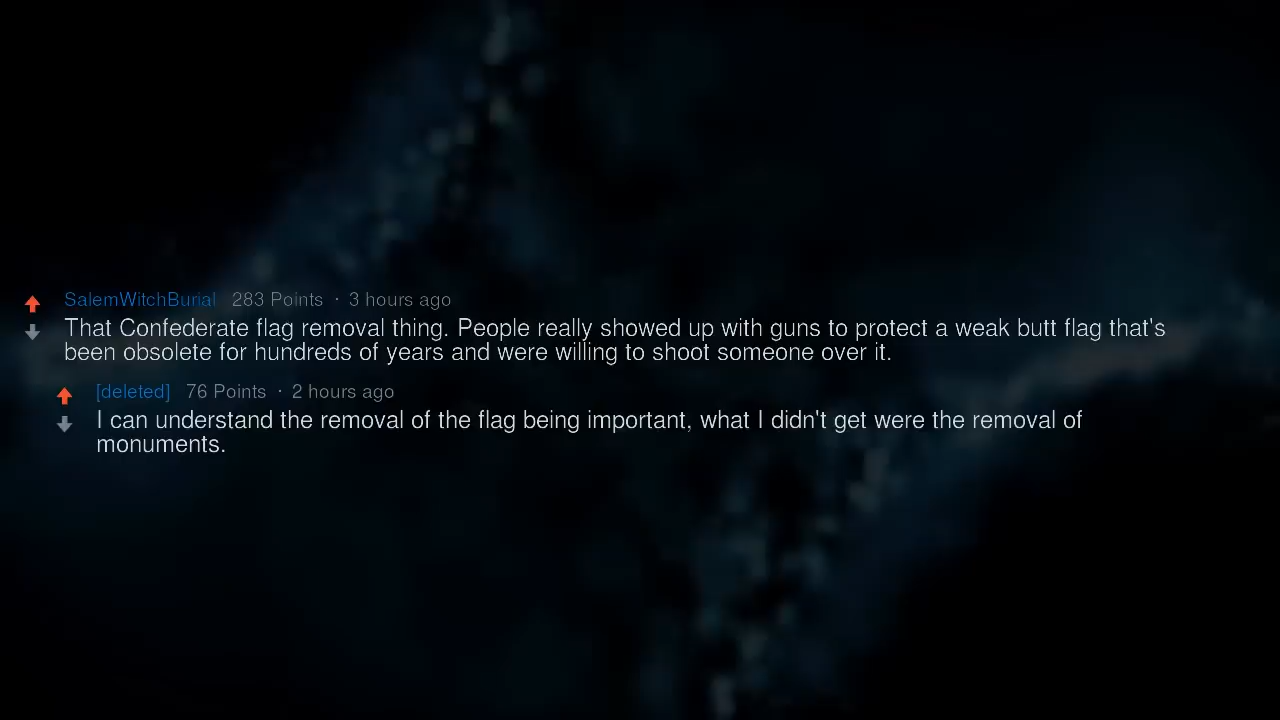 SalemWitchBurial 283 Points · 3 hours ago
That Confederate flag removal thing. People really showed up with guns to protect a weak butt flag that's
been obsolete for hundreds of years and were willing to shoot someone over it.
[deleted] 76 Points · 2 hours ago
I can understand the removal of the flag being important, what I didn't get were the removal of
monuments.